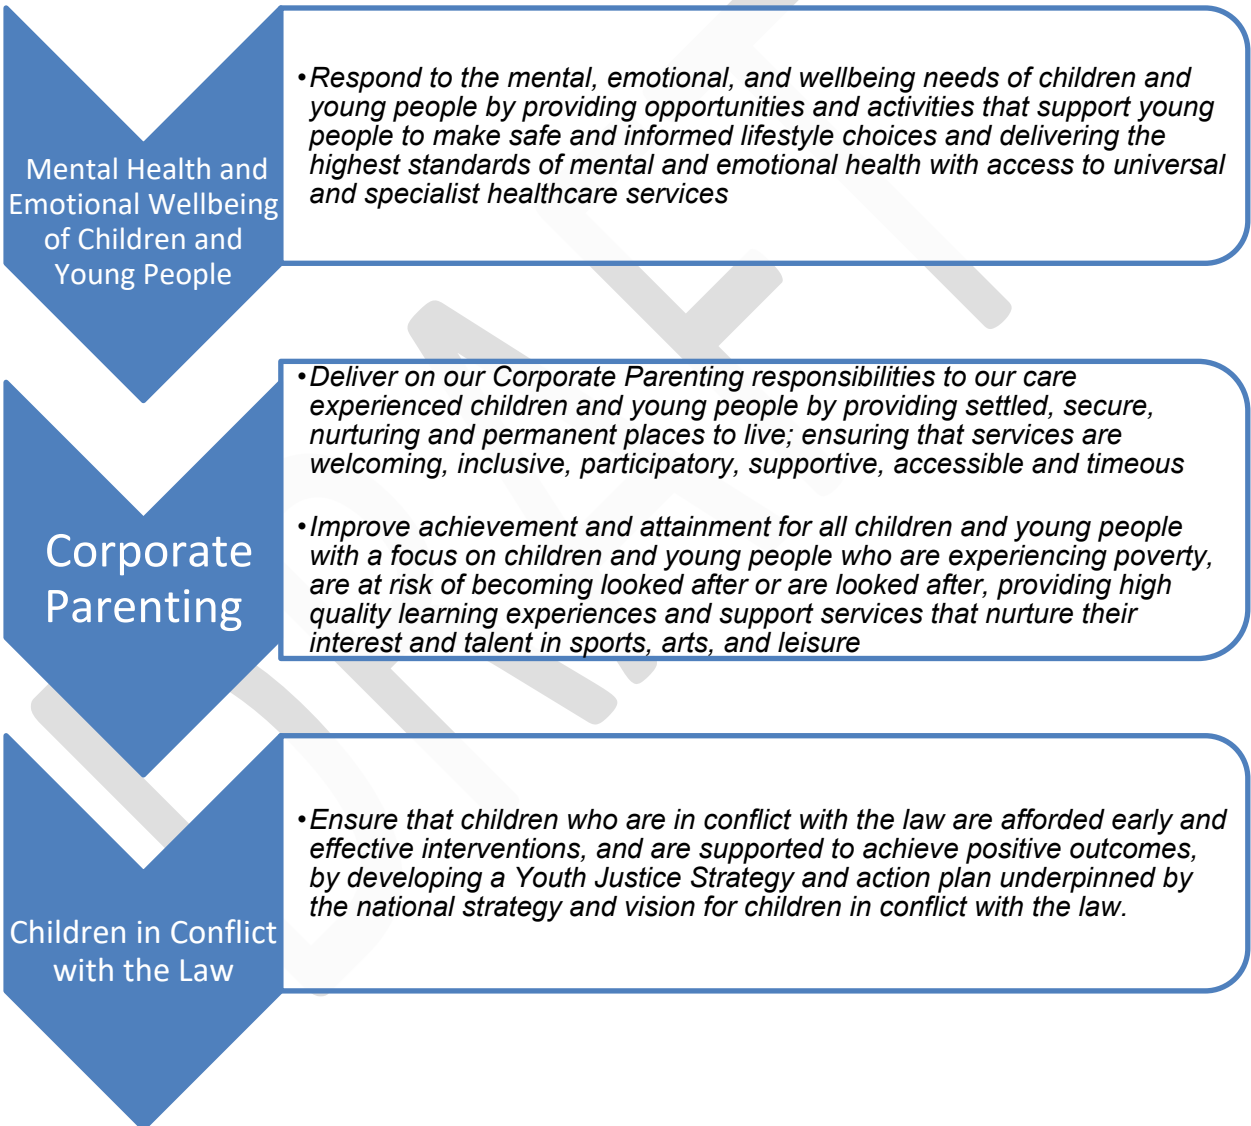 Mental Health and
Emotional Wellbeing
of Children and
Young People
•Respond to the mental, emotional, and wellbeing needs of children and
young people by providing opportunities and activities that support young
people to make safe and informed lifestyle choices and delivering the
highest standards of mental and emotional health with access to universal
and specialist healthcare services
Corporate
Parenting
•Deliver on our Corporate Parenting responsibilities to our care
experienced children and young people by providing settled, secure,
nurturing and permanent places to live; ensuring that services are
welcoming, inclusive, participatory, supportive, accessible and timeous
•Improve achievement and attainment for all children and young people
with a focus on children and young people who are experiencing poverty,
are at risk of becoming looked after or are looked after, providing high
quality learning experiences and support services that nurture their
interest and talent in sports, arts, and leisure
Children in Conflict
with the Law
•Ensure that children who are in conflict with the law are afforded early and
effective interventions, and are supported to achieve positive outcomes,
by developing a Youth Justice Strategy and action plan underpinned by
the national strategy and vision for children in conflict with the law.
DRAFT